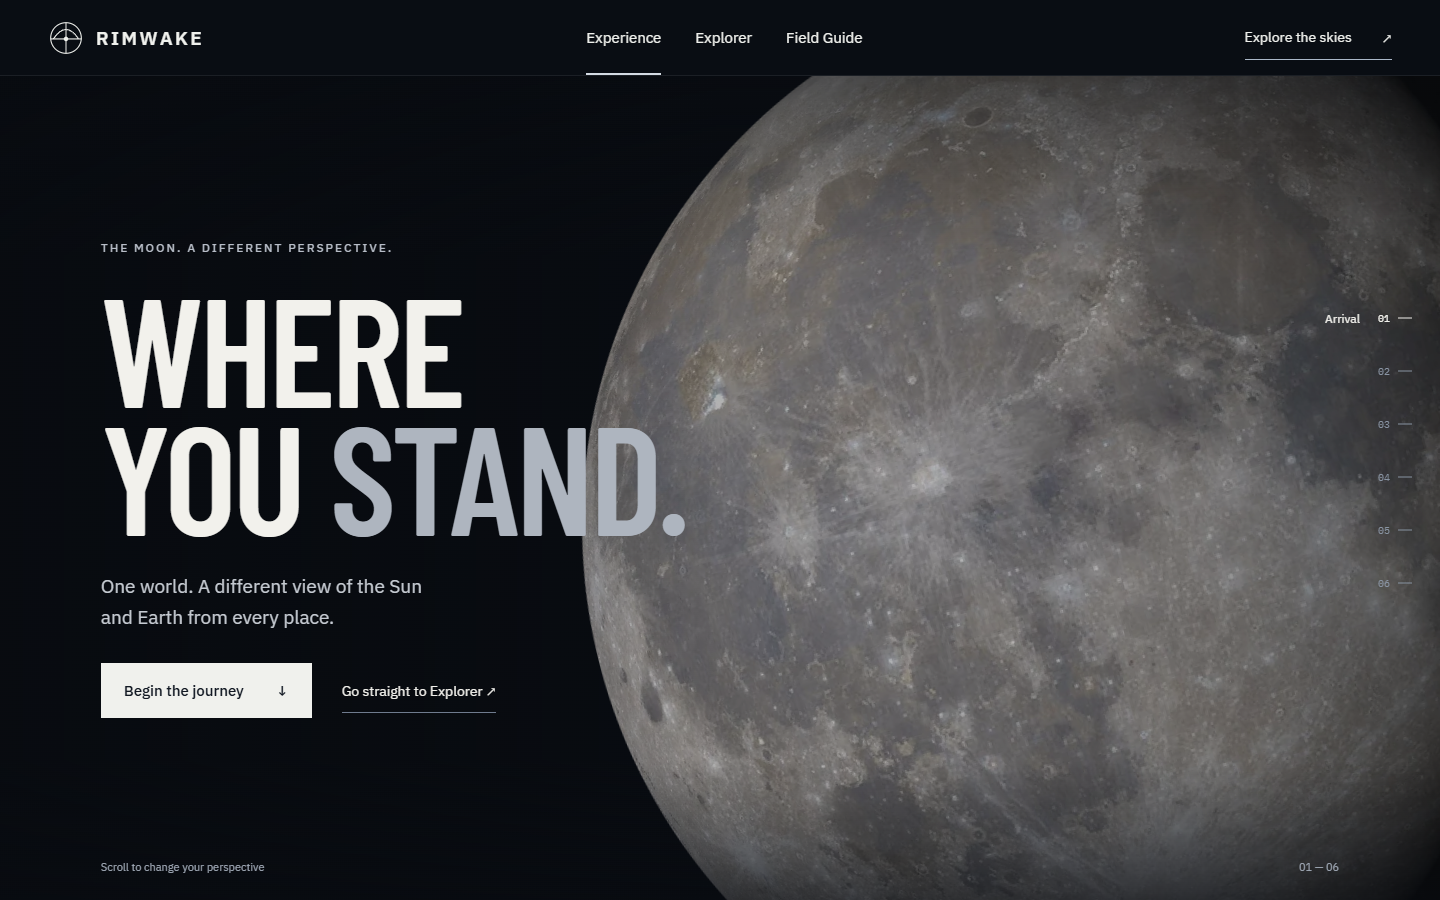 RIMWAKE
Experience
Explorer
Field Guide
Explore the skies ↗
THE MOON. A DIFFERENT PERSPECTIVE.
WHERE
YOU STAND.
Arrival 01
02
03
04
05
06
One world. A different view of the Sun
and Earth from every place.
Begin the journey ↓
Go straight to Explorer ↗
Scroll to change your perspective
01 — 06